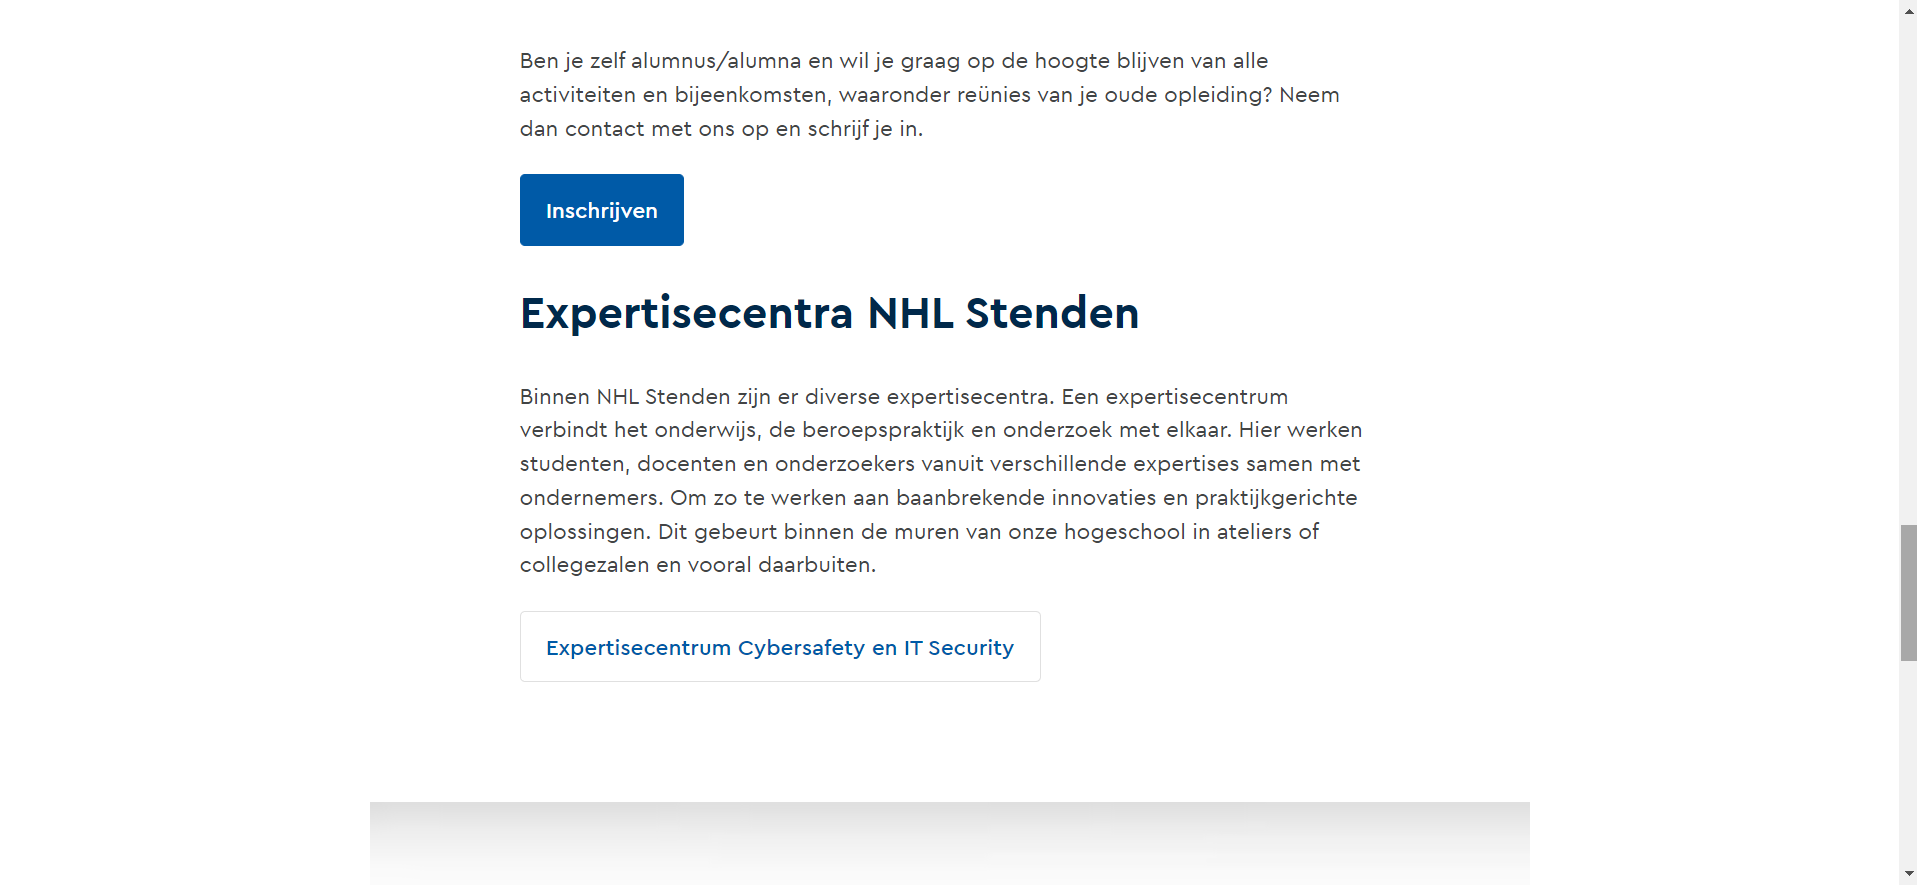 Ben je zelf alumnus/alumna en wil je graag op de hoogte blijven van alle
activiteiten en bijeenkomsten, waaronder reünies van je oude opleiding? Neem
dan contact met ons op en schrijf je in.
Inschrijven
Expertisecentra NHL Stenden
Binnen NHL Stenden zijn er diverse expertisecentra. Een expertisecentrum
verbindt het onderwijs, de beroepspraktijk en onderzoek met elkaar. Hier werken
studenten, docenten en onderzoekers vanuit verschillende expertises samen met
ondernemers. Om zo te werken aan baanbrekende innovaties en praktijkgerichte
oplossingen. Dit gebeurt binnen de muren van onze hogeschool in ateliers of
collegezalen en vooral daarbuiten.
Expertisecentrum Cybersafety en IT Security